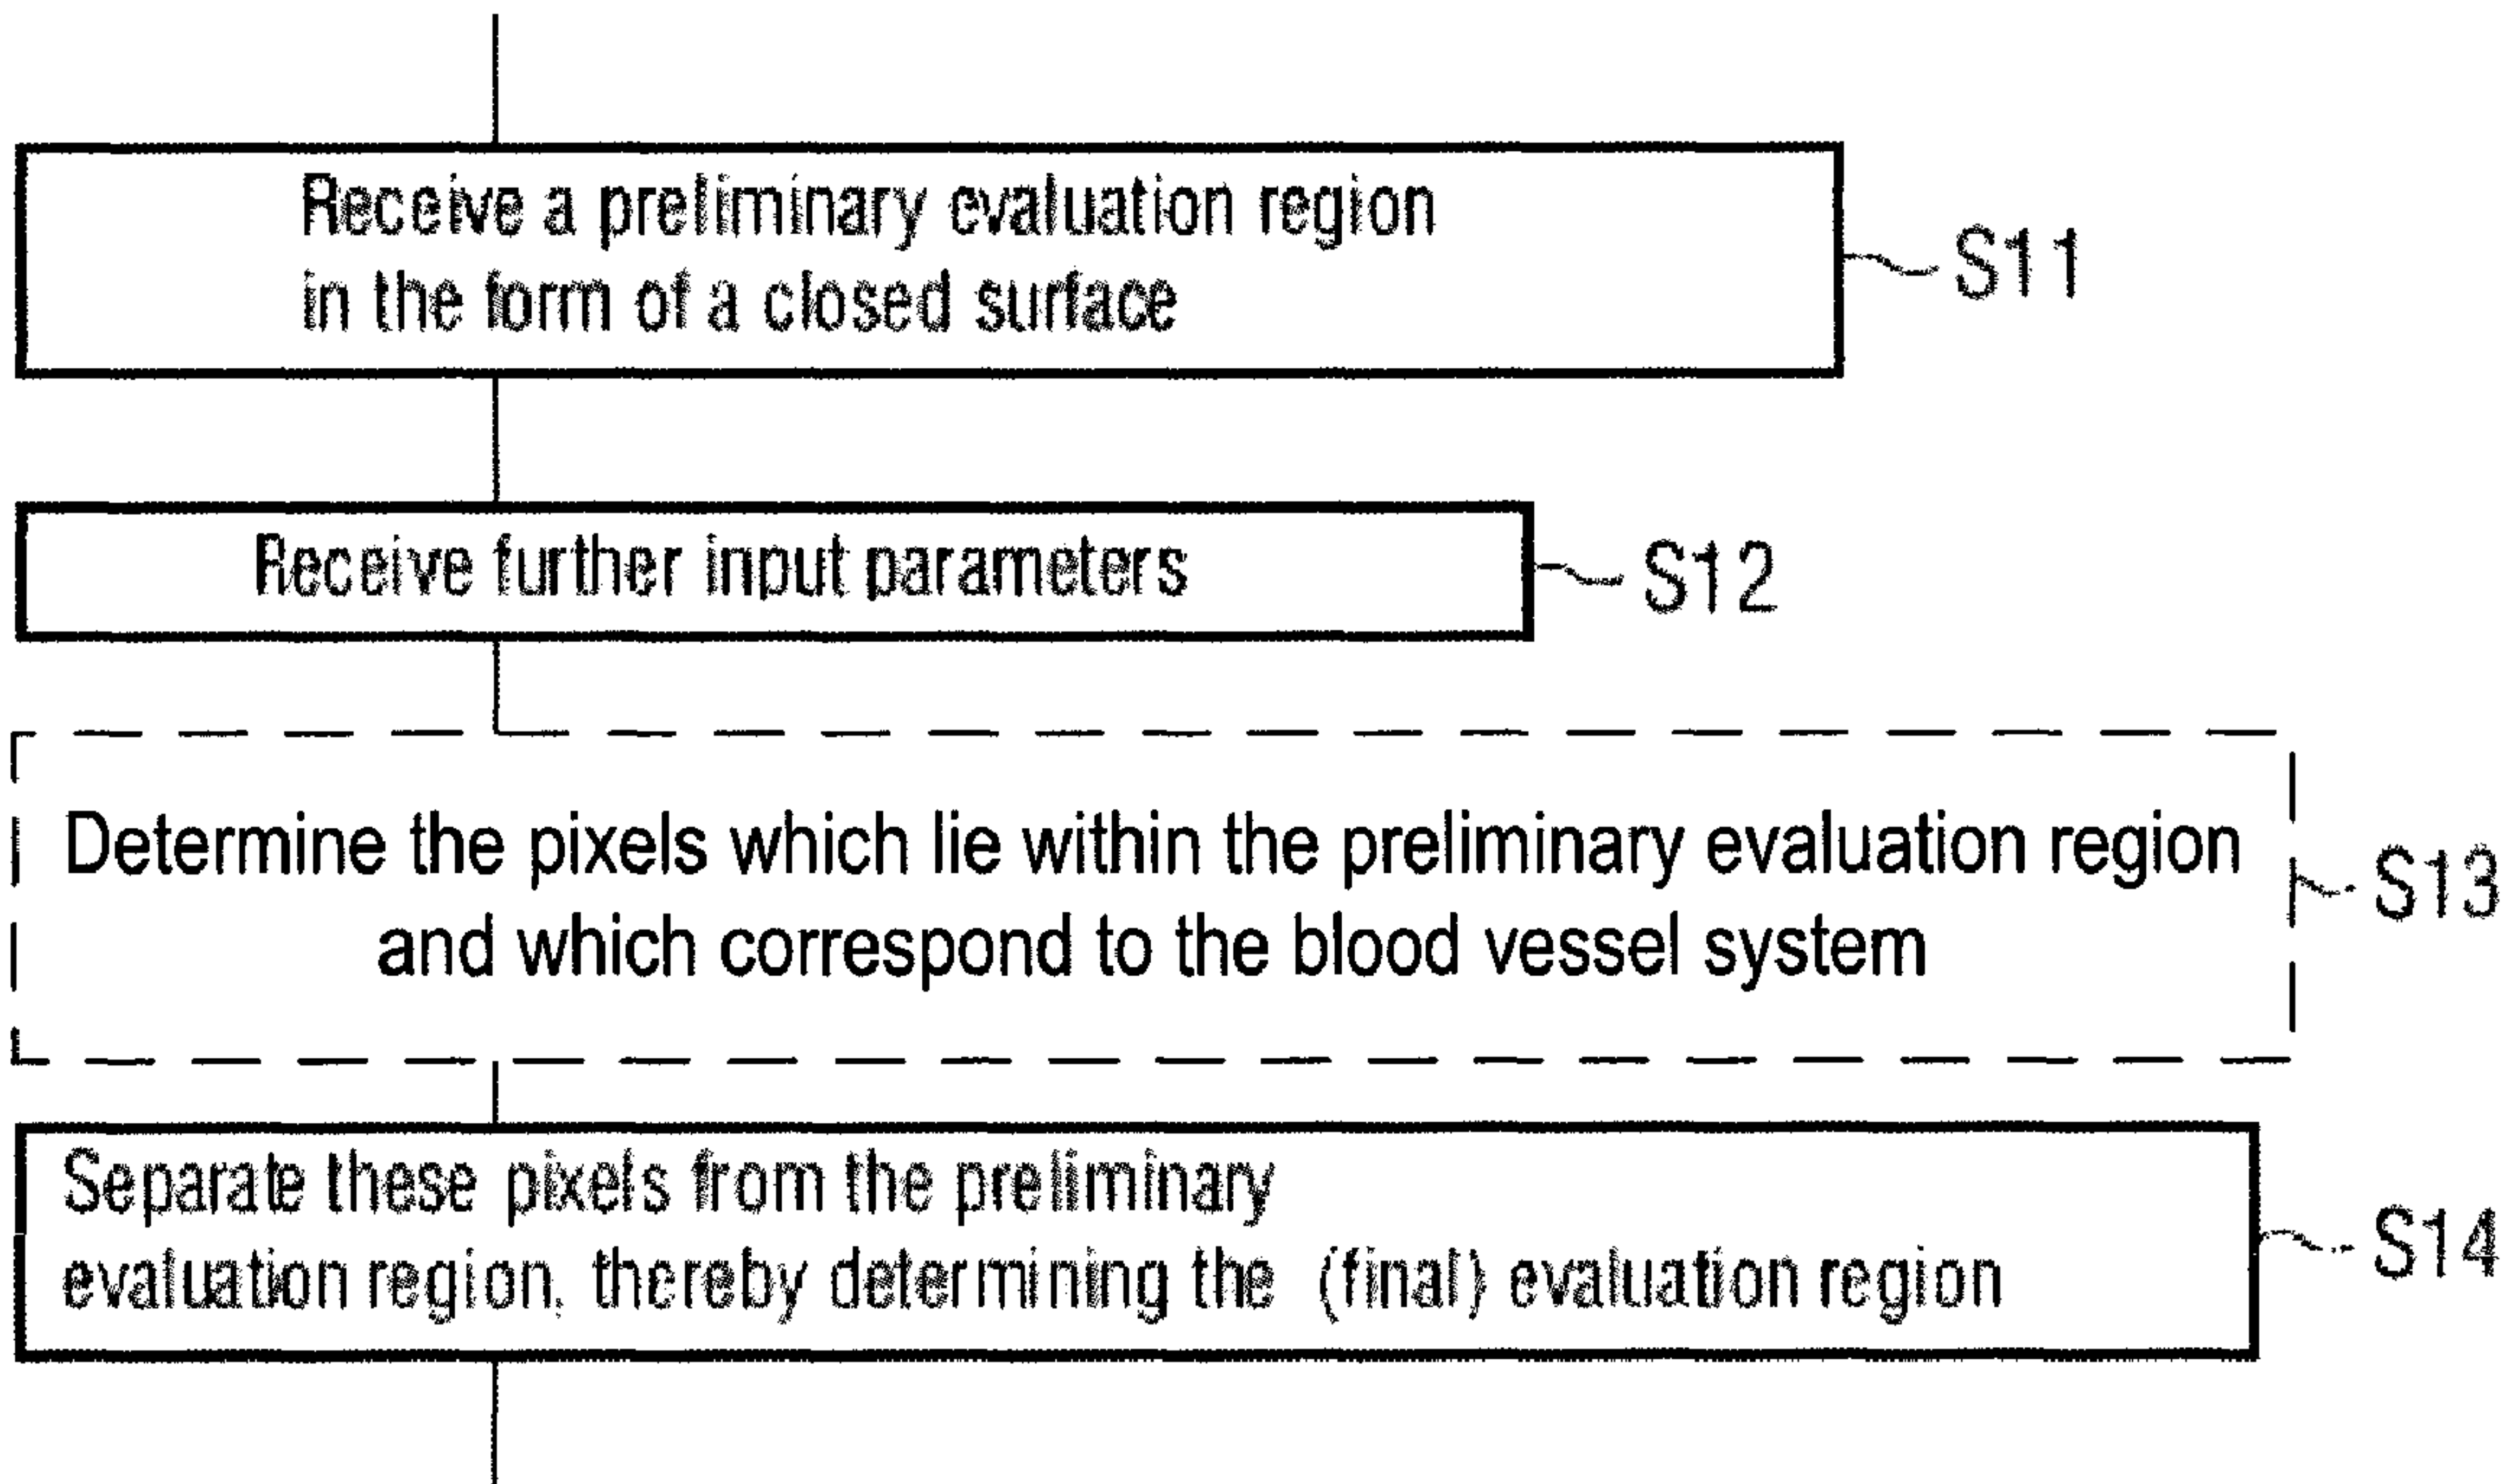 Receive a preliminary evaluation region
in the form of a closed surface
S11
Receive further input parameters
S12
Determine the pixels which lie within the preliminary evaluation region
and which correspond to the blood vessel system
S13
Separate these pixels from the preliminary
evaluation region, thereby determining the (final) evaluation region
S14